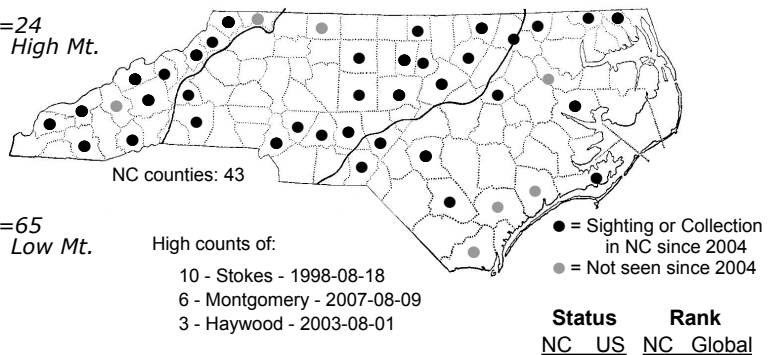 =24
High Mt.
NC counties: 43
=65
Low Mt.
High counts of:
10 - Stokes - 1998-08-18
6 - Montgomery - 2007-08-09
3 - Haywood - 2003-08-01
● = Sighting or Collection
in NC since 2004
● = Not seen since 2004
Status Rank
NC US NC Global